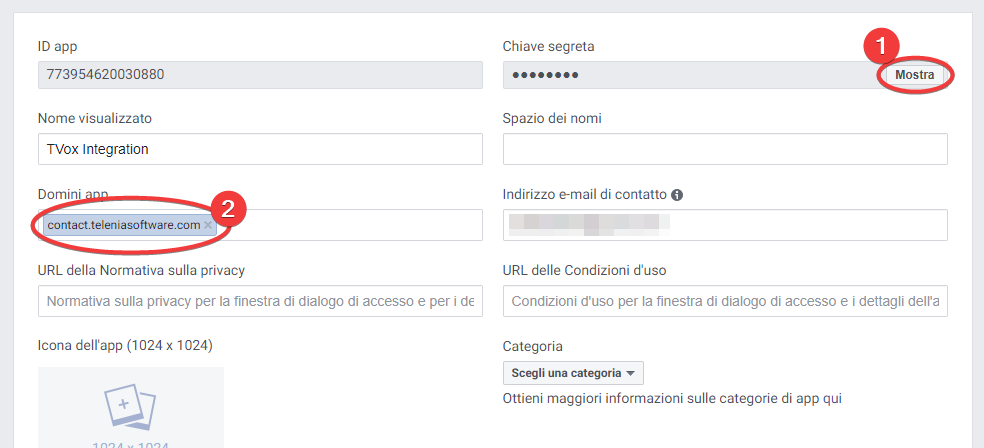 ID app
773954620030880
Chiave segreta
●●●●●●●●
1
Mostra
Nome visualizzato
TVox Integration
Spazio dei nomi
Domini app
2
contact.teleniasoftware.com ×
Indirizzo e-mail di contatto
URL della Normativa sulla privacy
Normativa sulla privacy per la finestra di dialogo di accesso e per i de
URL delle Condizioni d'uso
Condizioni d'uso per la finestra di dialogo di accesso e i dettagli dell'a
Icona dell'app (1024 x 1024)
1024 x 1024
Categoria
Scegli una categoria
Ottieni maggiori informazioni sulle categorie di app qui